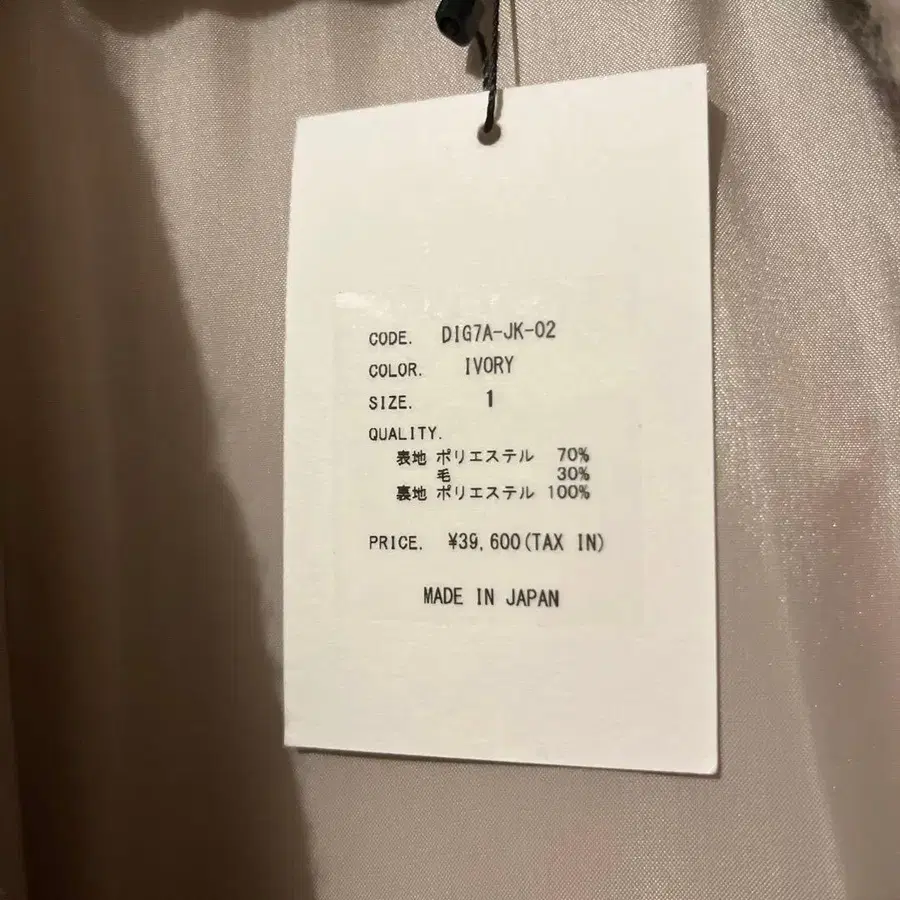 CODE. DIG7A-JK-02
COLOR. IVORY
SIZE. 1
QUALITY.
表地 ポリエステル 70%
毛 30%
裏地 ポリエステル 100%
PRICE. ¥39,600(TAX IN)
MADE IN JAPAN